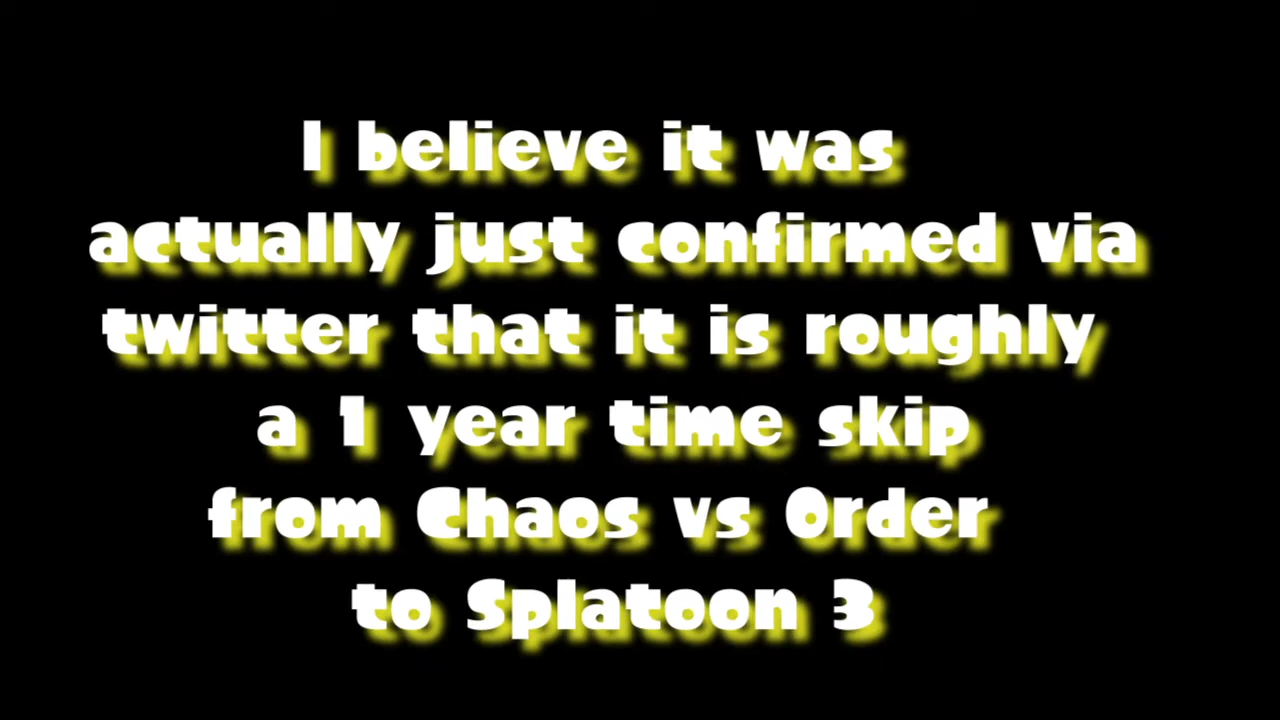 I believe it was
actually just confirmed via
twitter that it is roughly
a 1 year time skip
from Chaos vs Order
to Splatoon 3